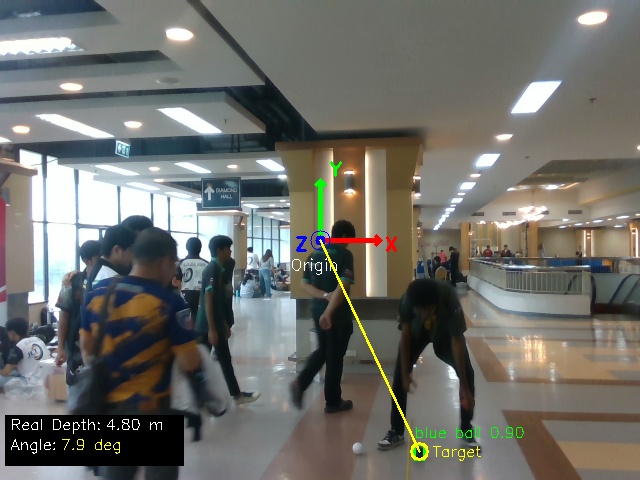 DIAMOND
HALL
Y
Z
X
Origin
blue ball 0.90
Target
Real Depth: 4.80 m
Angle: 7.9 deg